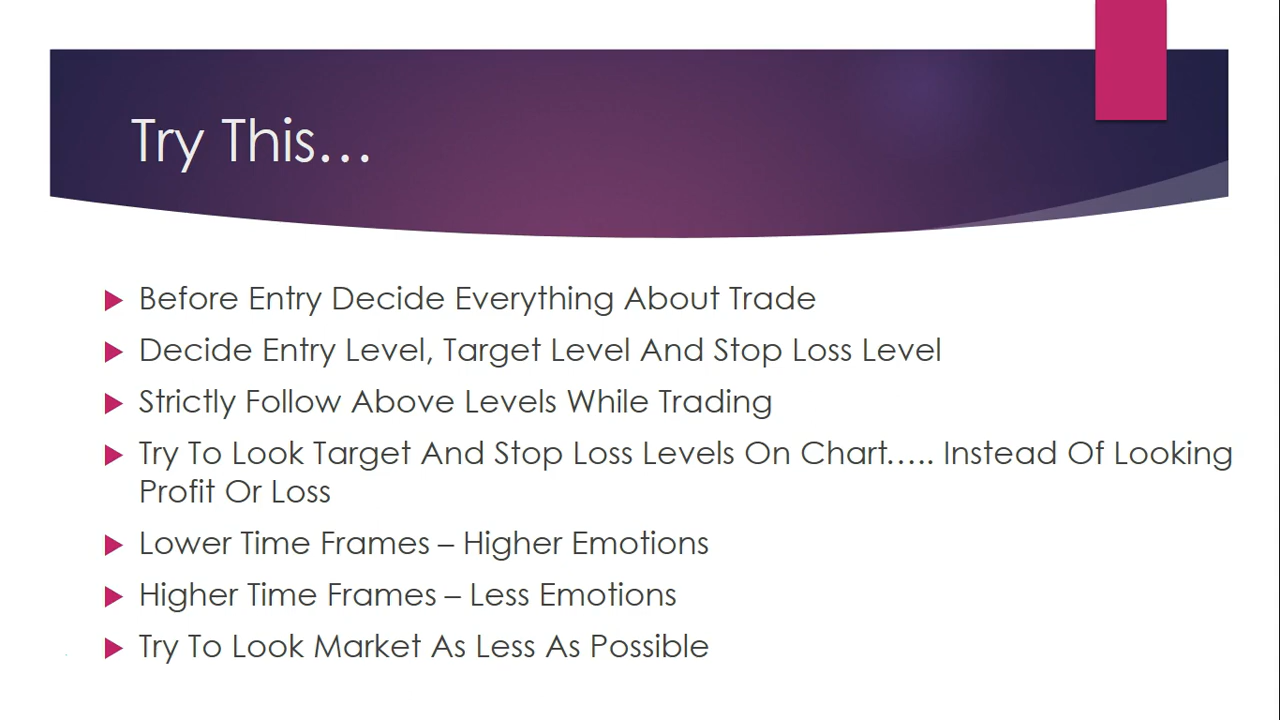 Try This...
Before Entry Decide Everything About Trade
Decide Entry Level, Target Level And Stop Loss Level
Strictly Follow Above Levels While Trading
Try To Look Target And Stop Loss Levels On Chart..... Instead Of Looking
Profit Or Loss
Lower Time Frames – Higher Emotions
Higher Time Frames – Less Emotions
Try To Look Market As Less As Possible